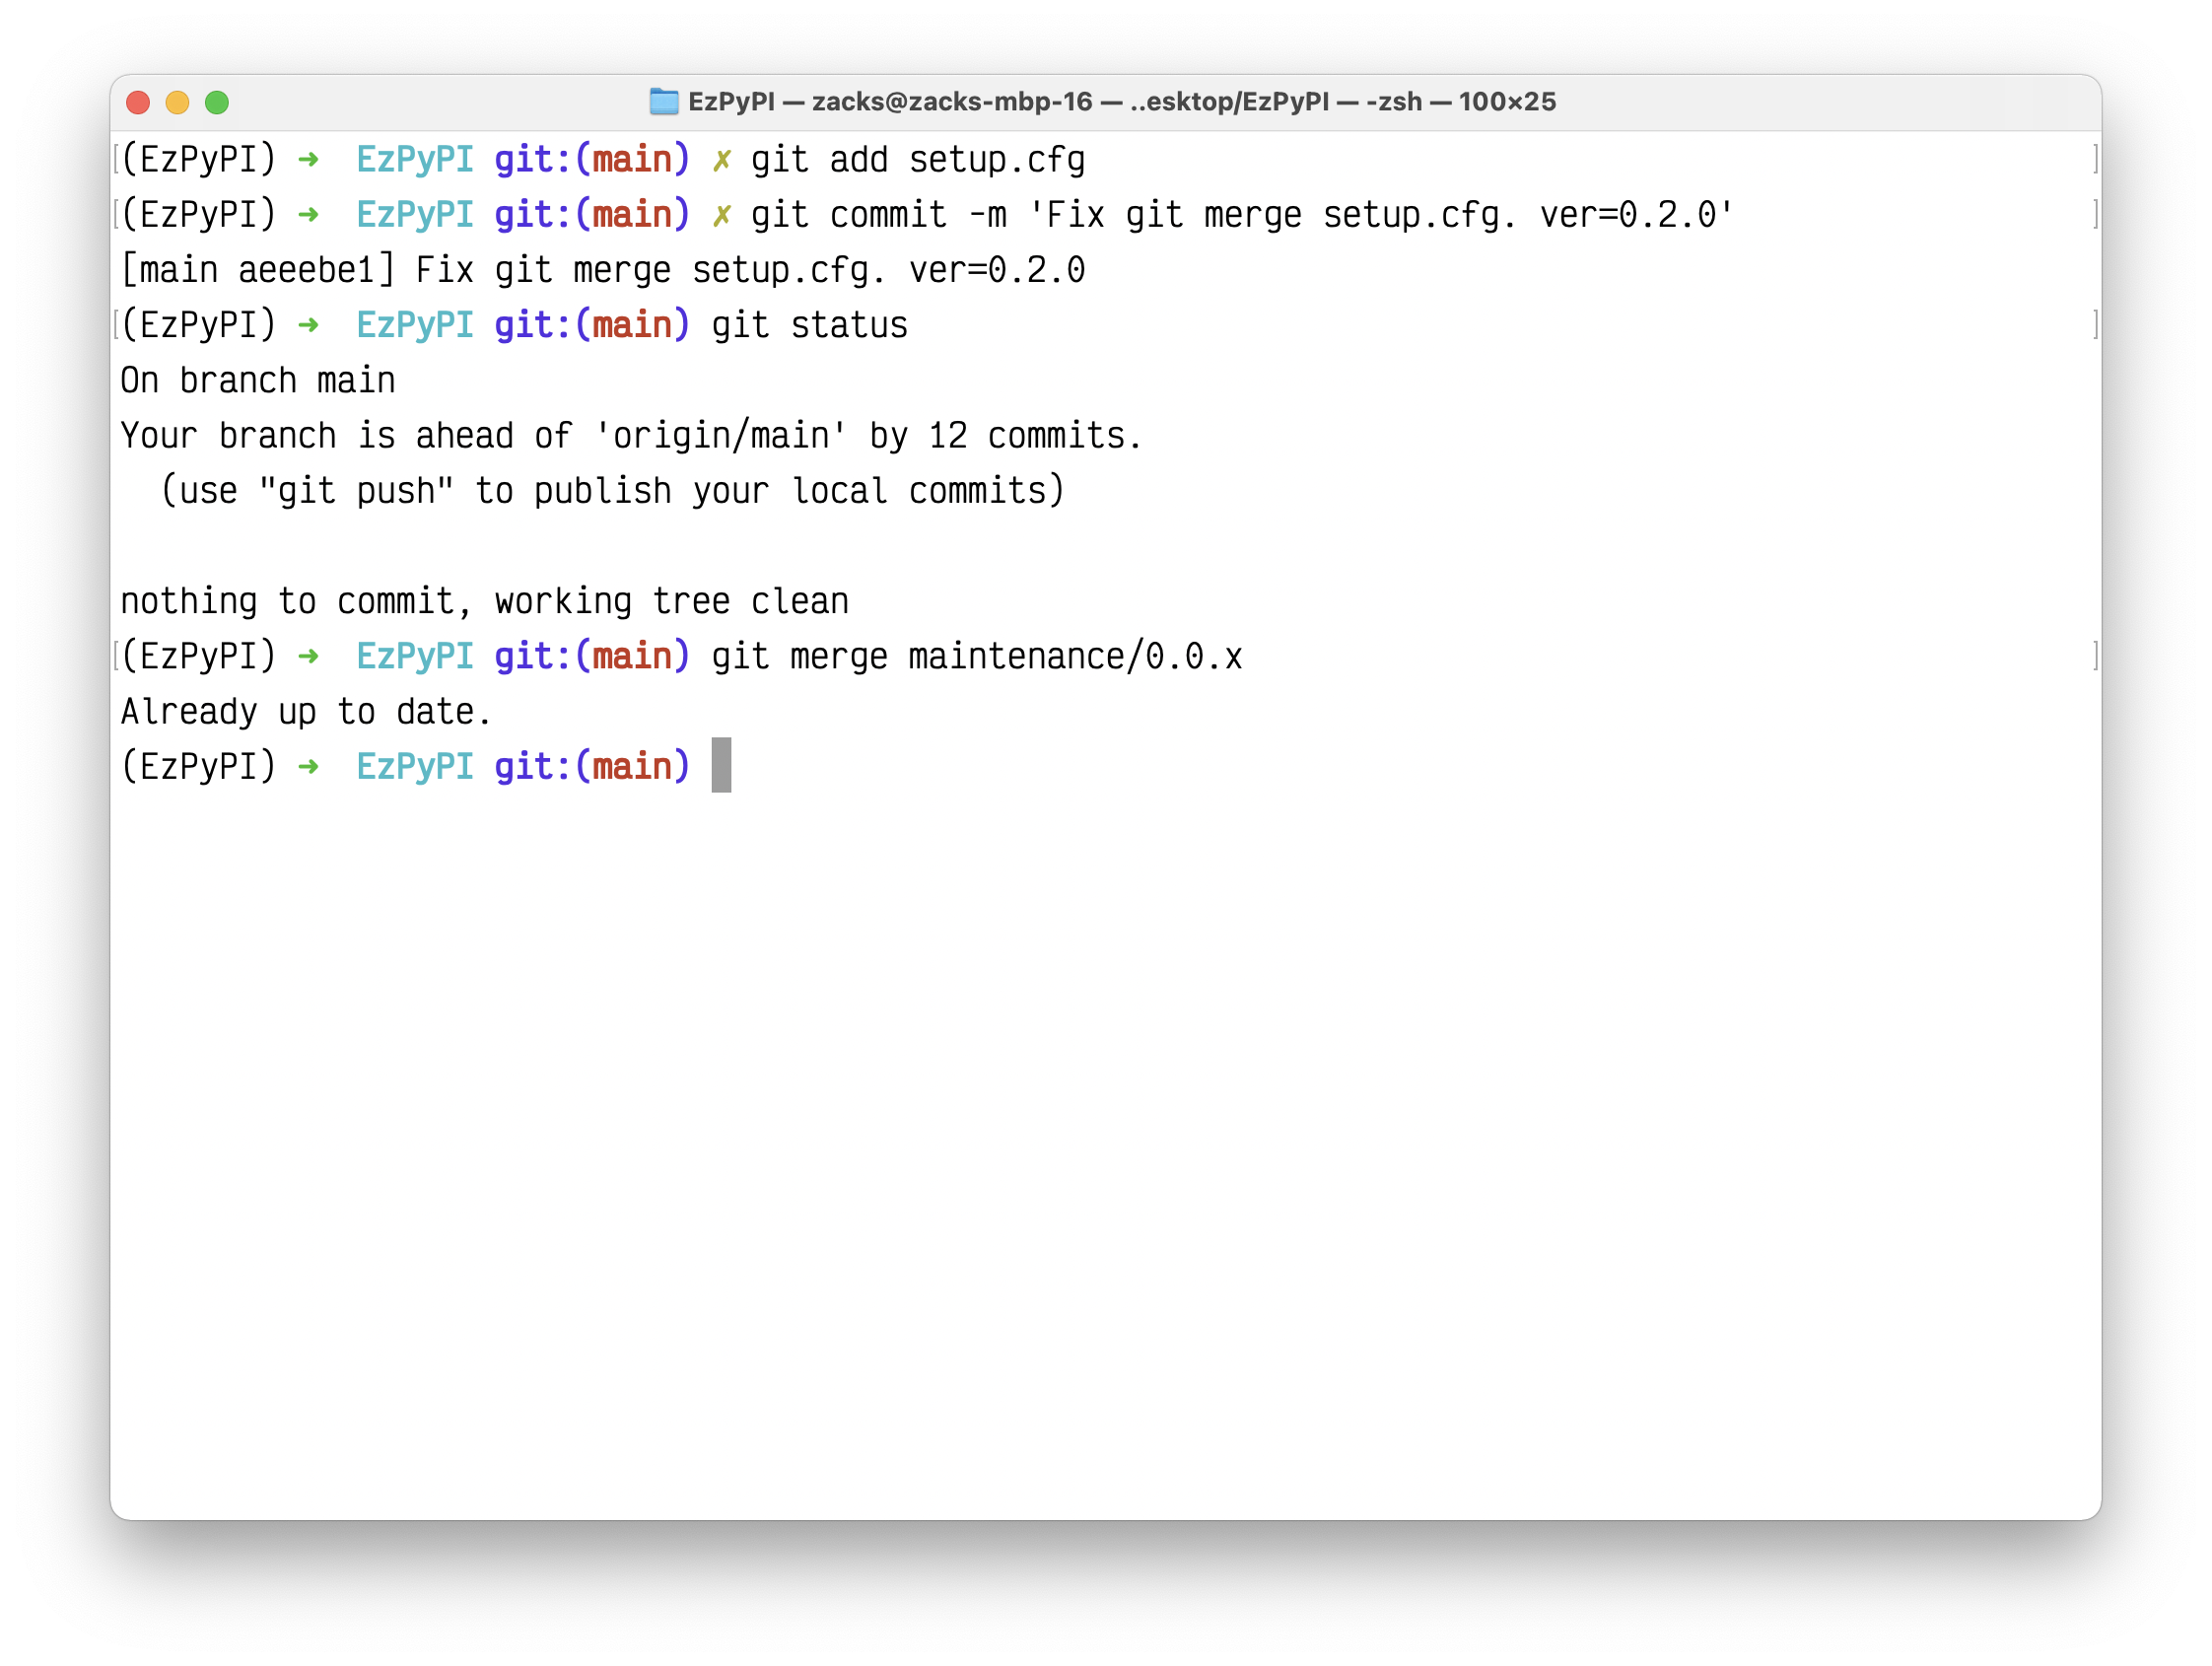 EzPyPI — zacks@zacks-mbp-16 — ..esktop/EzPyPI — -zsh — 100×25
(EzPyPI) ➜  EzPyPI git:(main) ✗ git add setup.cfg
(EzPyPI) ➜  EzPyPI git:(main) ✗ git commit -m 'Fix git merge setup.cfg. ver=0.2.0'
[main aeeebe1] Fix git merge setup.cfg. ver=0.2.0
(EzPyPI) ➜  EzPyPI git:(main) git status
On branch main
Your branch is ahead of 'origin/main' by 12 commits.
  (use "git push" to publish your local commits)

nothing to commit, working tree clean
(EzPyPI) ➜  EzPyPI git:(main) git merge maintenance/0.0.x
Already up to date.
(EzPyPI) ➜  EzPyPI git:(main)